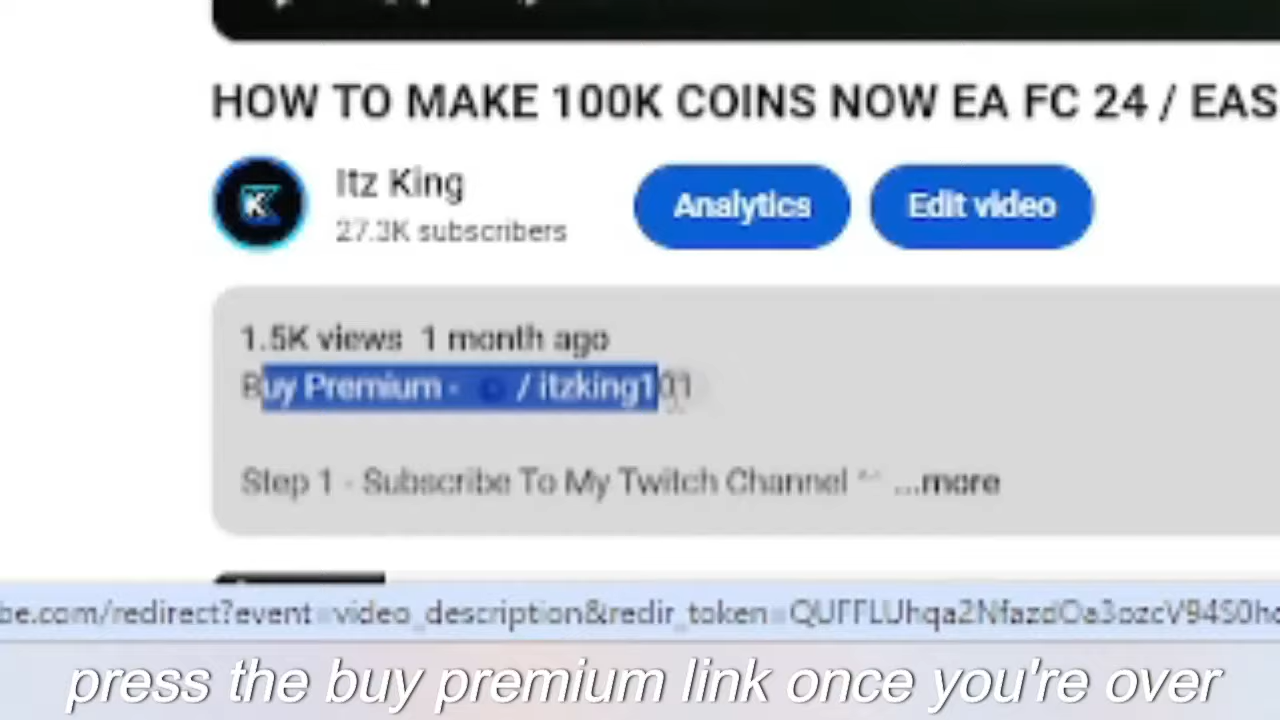 HOW TO MAKE 100K COINS NOW EA FC 24 / EAS
Itz King
27.3K subscribers
Analytics
Edit video
1.5K views 1 month ago
Buy Premium - / itzking101
Step 1 - Subscribe To My Twitch Channel ^^ ...more
be.com/redirect?event=video_description&redir_token=
press the buy premium link once you're over